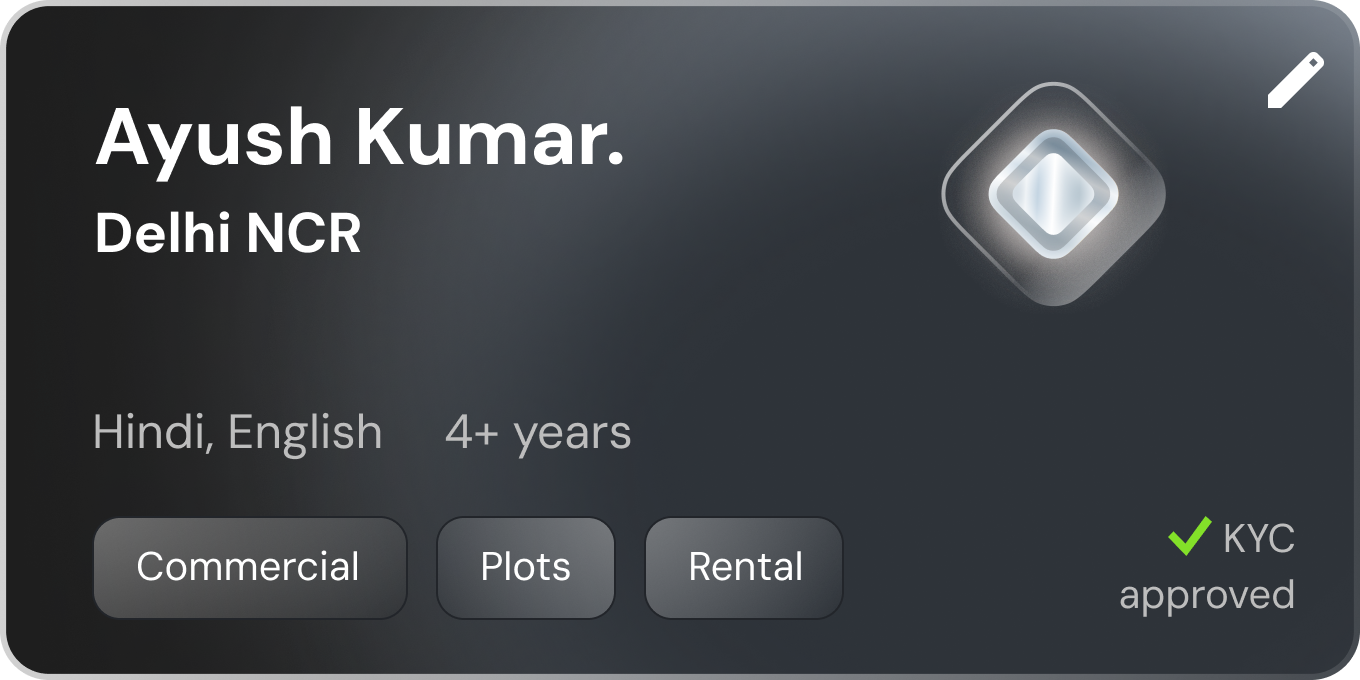 Ayush Kumar.
Delhi NCR
Hindi, English 4+ years
Commercial Plots Rental
KYC
approved